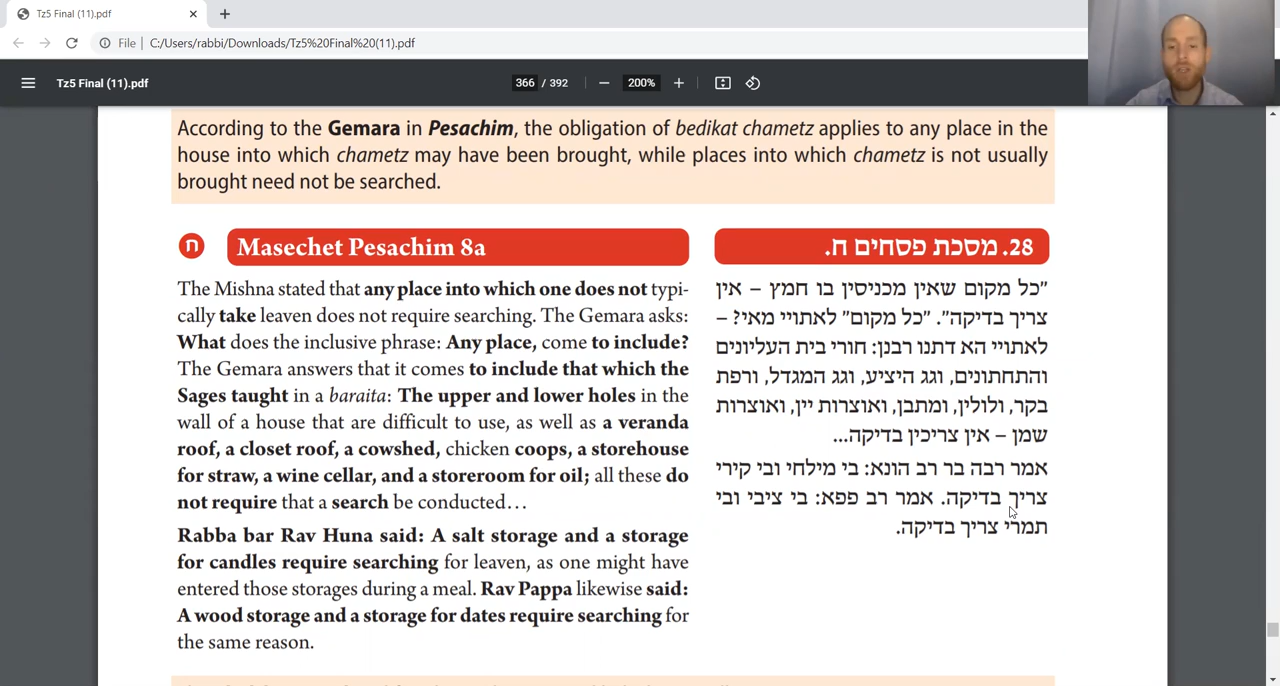 Tz5 Final (11).pdf
File
C:/Users/rabbi/Downloads/Tz5%20Final%20(11).pdf
Tz5 Final (11).pdf
366 / 392
200%
According to the Gemara in Pesachim, the obligation of bedikat chametz applies to any place in the
house into which chametz may have been brought, while places into which chametz is not usually
brought need not be searched.
ח
Masechet Pesachim 8a
The Mishna stated that any place into which one does not typi-
cally take leaven does not require searching. The Gemara asks:
What does the inclusive phrase: Any place, come to include?
The Gemara answers that it comes to include that which the
Sages taught in a baraita: The upper and lower holes in the
wall of a house that are difficult to use, as well as a veranda
roof, a closet roof, a cowshed, chicken coops, a storehouse
for straw, a wine cellar, and a storeroom for oil; all these do
not require that a search be conducted…
Rabba bar Rav Huna said: A salt storage and a storage
for candles require searching for leaven, as one might have
entered those storages during a meal. Rav Pappa likewise said:
A wood storage and a storage for dates require searching for
the same reason.
28. מסכת פסחים ח.
"כל מקום שאין מכניסין בו חמץ – אין
צריך בדיקה". "כל מקום" לאתויי מאי? –
לאתויי הא דתנו רבנן: חורי בית העליונים
והתחתונים, וגג היציע, וגג המגדל, ורפת
בקר, ולולין, ומתבן, ואוצרות יין, ואוצרות
שמן – אין צריכין בדיקה...
אמר רבה בר רב הונא: בי מילחי ובי קירי
צריך בדיקה. אמר רב פפא: בי ציבי ובי
תמרי צריך בדיקה.